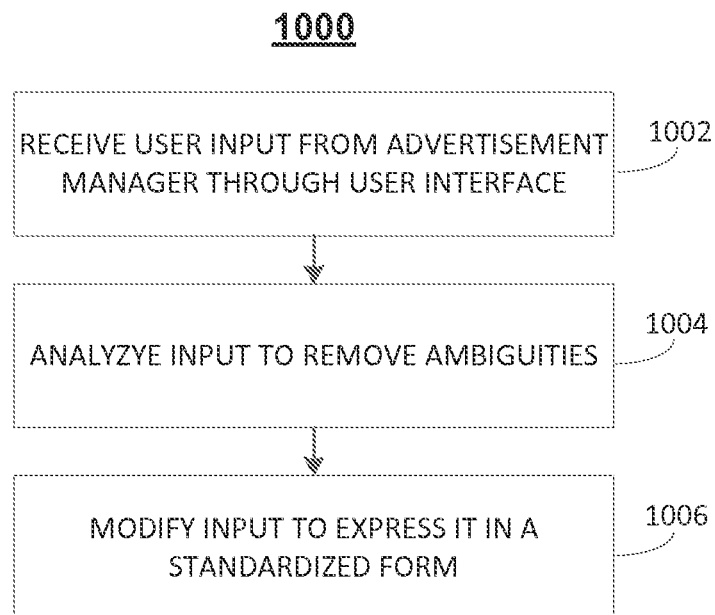 1000
RECEIVE USER INPUT FROM ADVERTISEMENT
MANAGER THROUGH USER INTERFACE
1002
ANALYZYE INPUT TO REMOVE AMBIGUITIES
1004
MODIFY INPUT TO EXPRESS IT IN A
STANDARDIZED FORM
1006